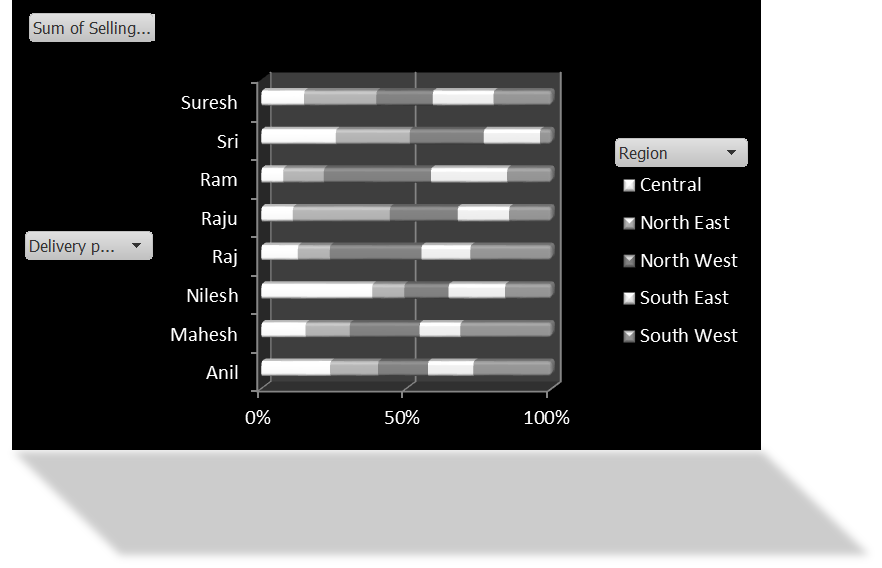 Sum of Selling...
Suresh
Sri
Ram
Raju
Raj
Nilesh
Mahesh
Anil
Delivery p...
0%
50%
100%
Region
Central
North East
North West
South East
South West